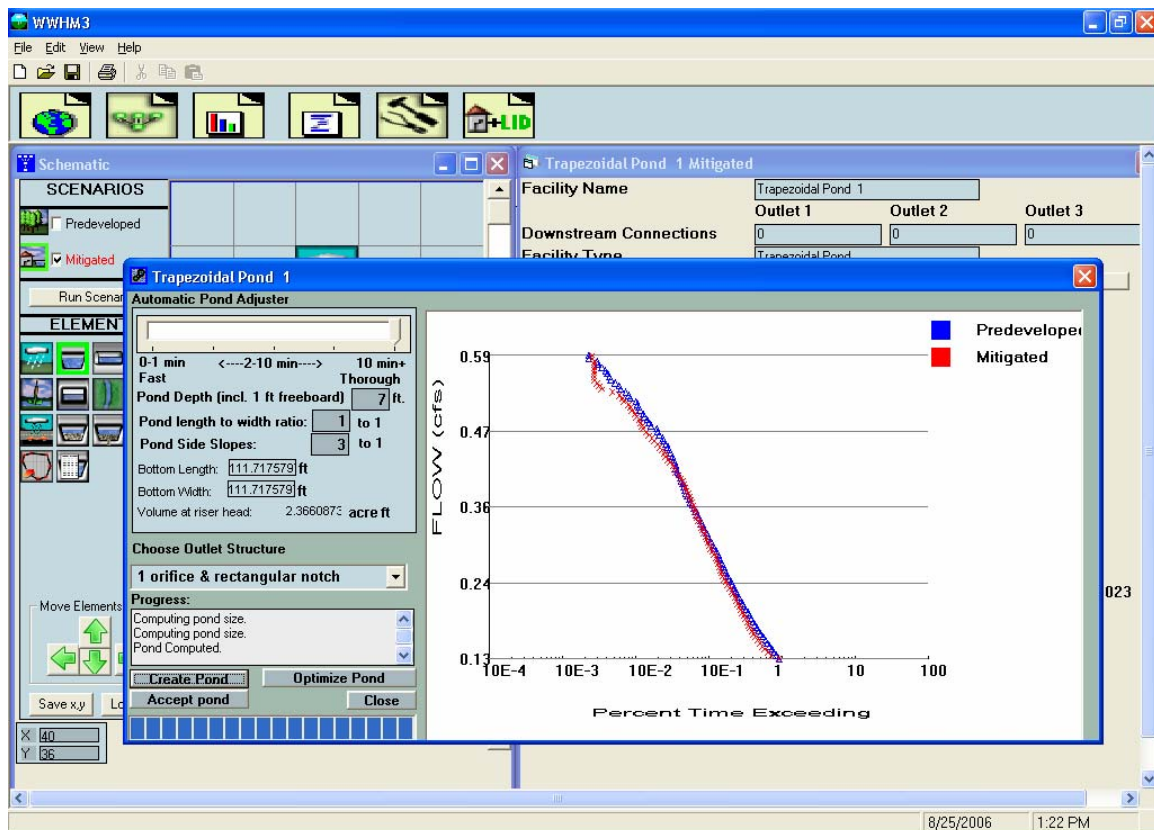 WWHM3
File Edit View Help
+LID
Schematic
SCENARIOS
Predeveloped
Mitigated
Run Scenar
ELEMENT
Move Elements
Save x,y
X 40
Y 36
Trapezoidal Pond 1 Mitigated
Facility Name Trapezoidal Pond 1
Outlet 1 Outlet 2 Outlet 3
Downstream Connections 0 0 0
Facility Type Trapezoidal Pond
023
Trapezoidal Pond 1
Automatic Pond Adjuster
0-1 min <----2-10 min----> 10 min+
Fast Thorough
Pond Depth (incl. 1 ft freeboard) 7 ft.
Pond length to width ratio: 1 to 1
Pond Side Slopes: 3 to 1
Bottom Length: 111.717579 ft
Bottom Width: 111.717579 ft
Volume at riser head: 2.3660873 acre ft
Choose Outlet Structure
1 orifice & rectangular notch
Progress:
Computing pond size.
Computing pond size.
Pond Computed.
Create Pond Optimize Pond
Accept pond Close
Predeveloped
Mitigated
FLOW (cfs)
0.59
0.47
0.36
0.24
0.13
10E-4 10E-3 10E-2 10E-1 1 10 100
Percent Time Exceeding
8/25/2006 1:22 PM